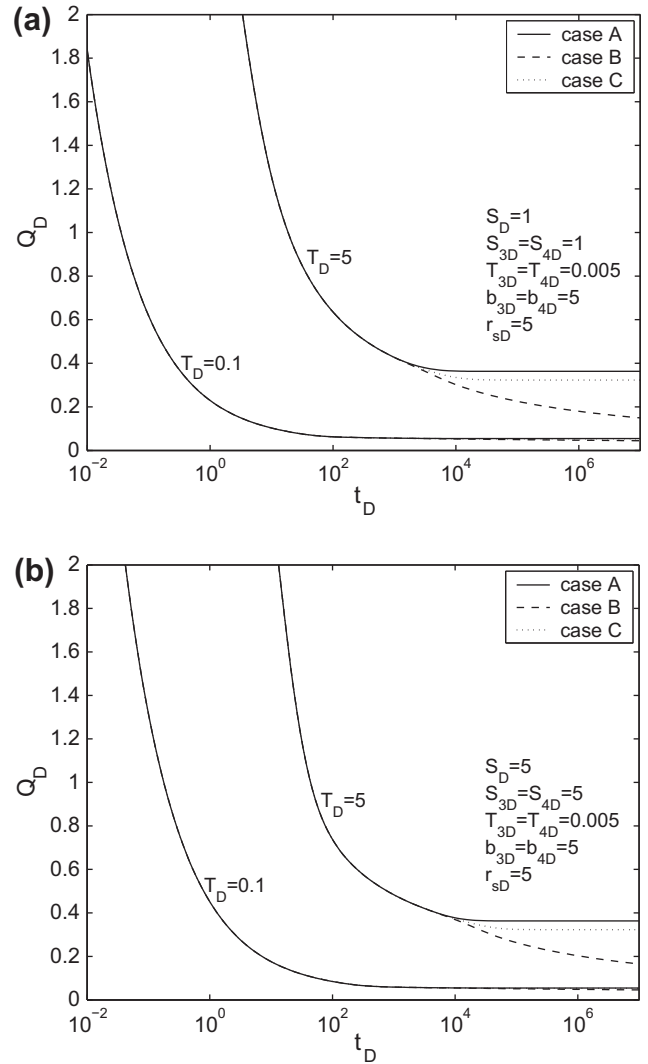 (a)
2
1.8
1.6
1.4
1.2
1
0.8
0.6
0.4
0.2
0
Q_D
case A
case B
case C
T_D=5
T_D=0.1
S_D=1
S_3D=S_4D=1
T_3D=T_4D=0.005
b_3D=b_4D=5
r_sD=5
10^−2 10^0 10^2 10^4 10^6
t_D
(b)
2
1.8
1.6
1.4
1.2
1
0.8
0.6
0.4
0.2
0
Q_D
case A
case B
case C
T_D=5
T_D=0.1
S_D=5
S_3D=S_4D=5
T_3D=T_4D=0.005
b_3D=b_4D=5
r_sD=5
10^−2 10^0 10^2 10^4 10^6
t_D